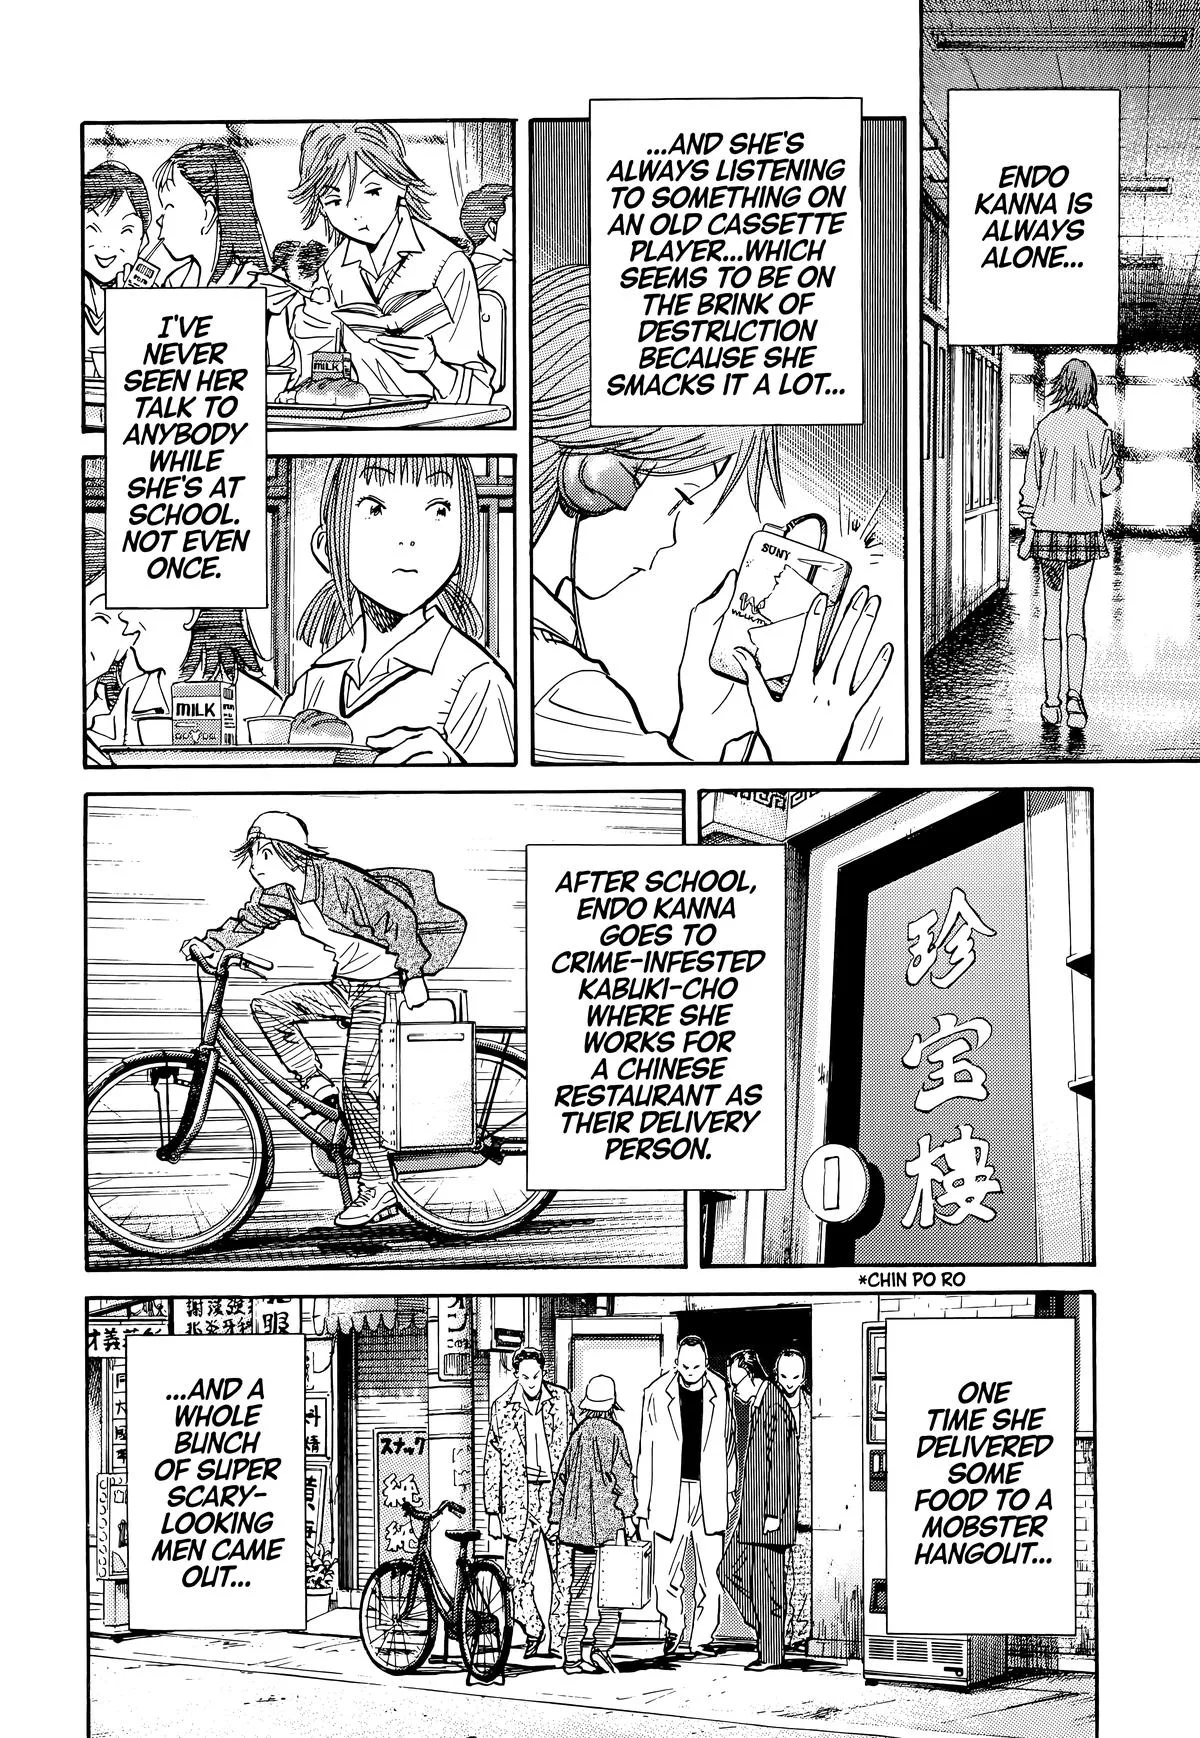 ENDO
KANNA IS
ALWAYS
ALONE...
...AND SHE'S
ALWAYS LISTENING
TO SOMETHING ON
AN OLD CASSETTE
PLAYER...WHICH
SEEMS TO BE ON
THE BRINK OF
DESTRUCTION
BECAUSE SHE
SMACKS IT A LOT...
SUNY
MILK
I'VE
NEVER
SEEN HER
TALK TO
ANYBODY
WHILE
SHE'S AT
SCHOOL.
NOT EVEN
ONCE.
MILK
珍宝楼
*CHIN PO RO
AFTER SCHOOL,
ENDO KANNA
GOES TO
CRIME-INFESTED
KABUKI-CHO
WHERE SHE
WORKS FOR
A CHINESE
RESTAURANT AS
THEIR DELIVERY
PERSON.
ONE
TIME SHE
DELIVERED
SOME
FOOD TO A
MOBSTER
HANGOUT...
スナック
純
純
眼
...AND A
WHOLE
BUNCH
OF SUPER
SCARY-
LOOKING
MEN CAME
OUT...